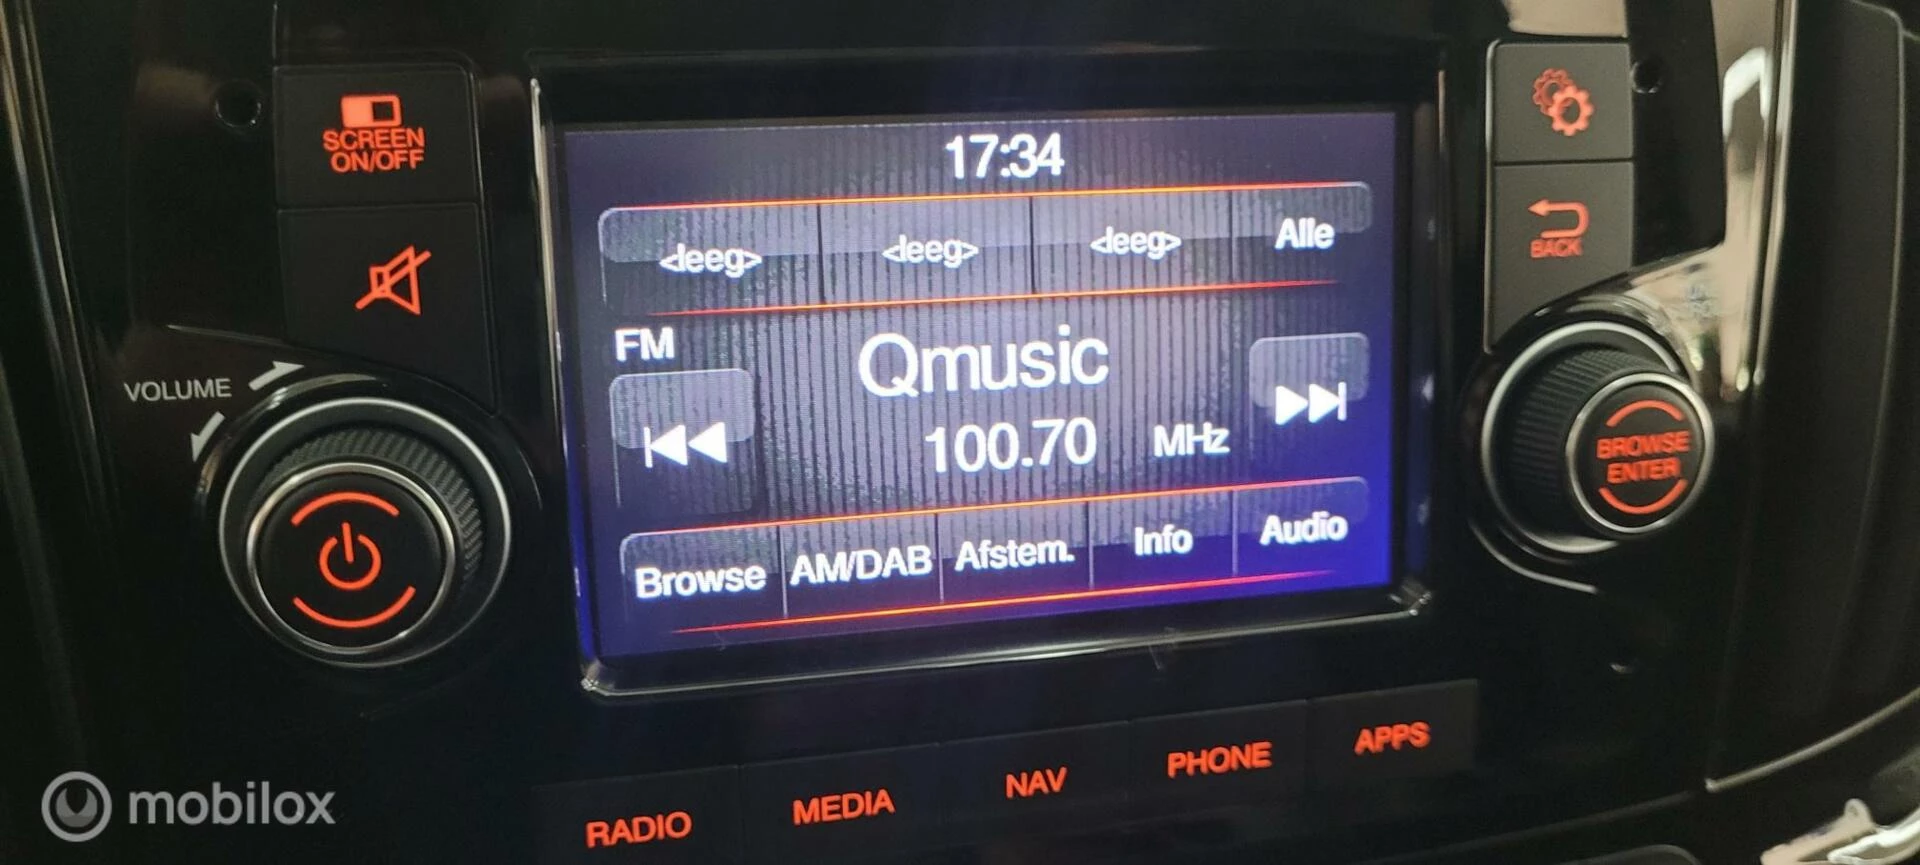 SCREEN
ON/OFF
VOLUME
17:34
<leeg> <leeg> <leeg> Alle
FM
Qmusic
100.70 MHz
Browse AM/DAB Afstem. Info Audio
BACK
BROWSE
ENTER
RADIO MEDIA NAV PHONE APPS
mobilox